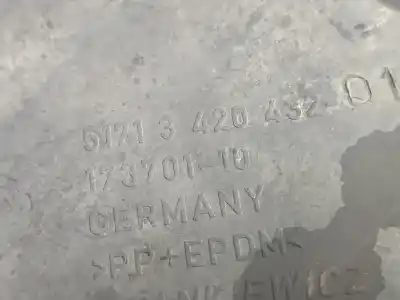 5171 3 420 432 01
173701-10
GERMANY
>PP+EPDM<